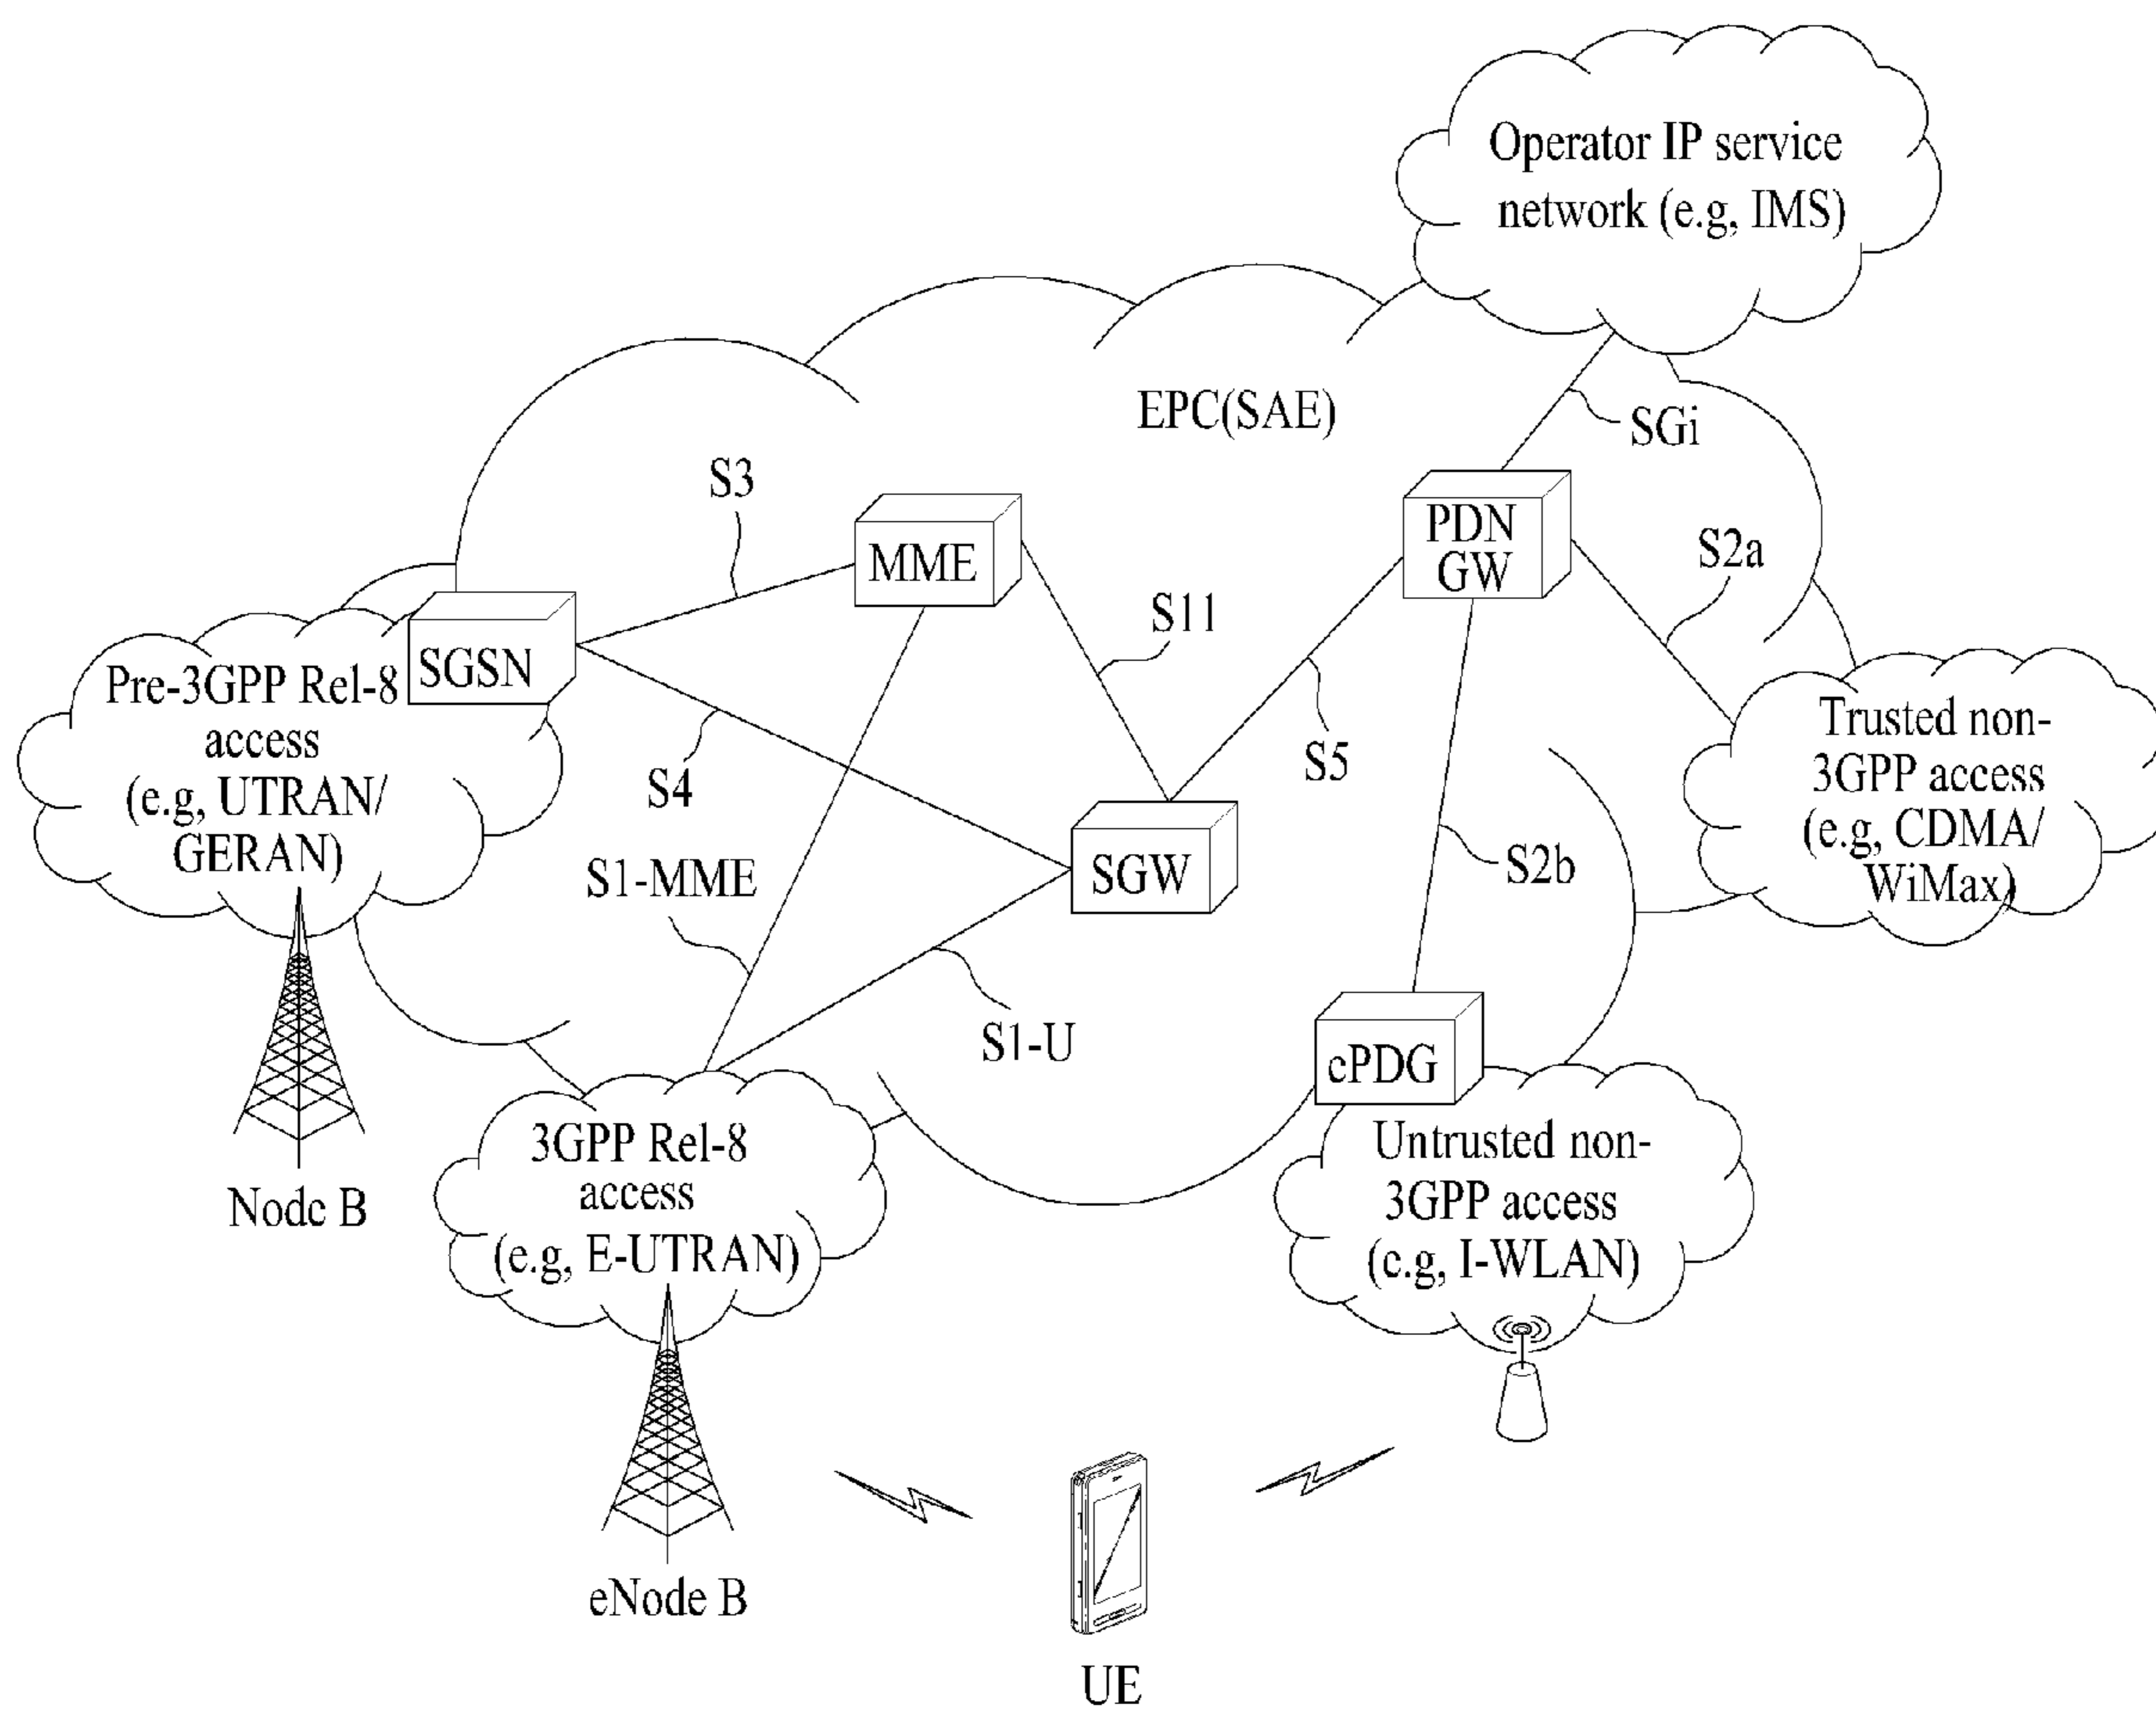 Operator IP service
network (e.g, IMS)
EPC(SAE)
SGi
S3
MME
PDN
GW
S2a
S11
SGSN
Pre-3GPP Rel-8
access
(e.g, UTRAN/
GERAN)
S4
S5
Trusted non-
3GPP access
(e.g, CDMA/
WiMax)
S1-MME
SGW
S2b
S1-U
ePDG
Node B
3GPP Rel-8
access
(e.g, E-UTRAN)
Untrusted non-
3GPP access
(e.g, I-WLAN)
eNode B
UE